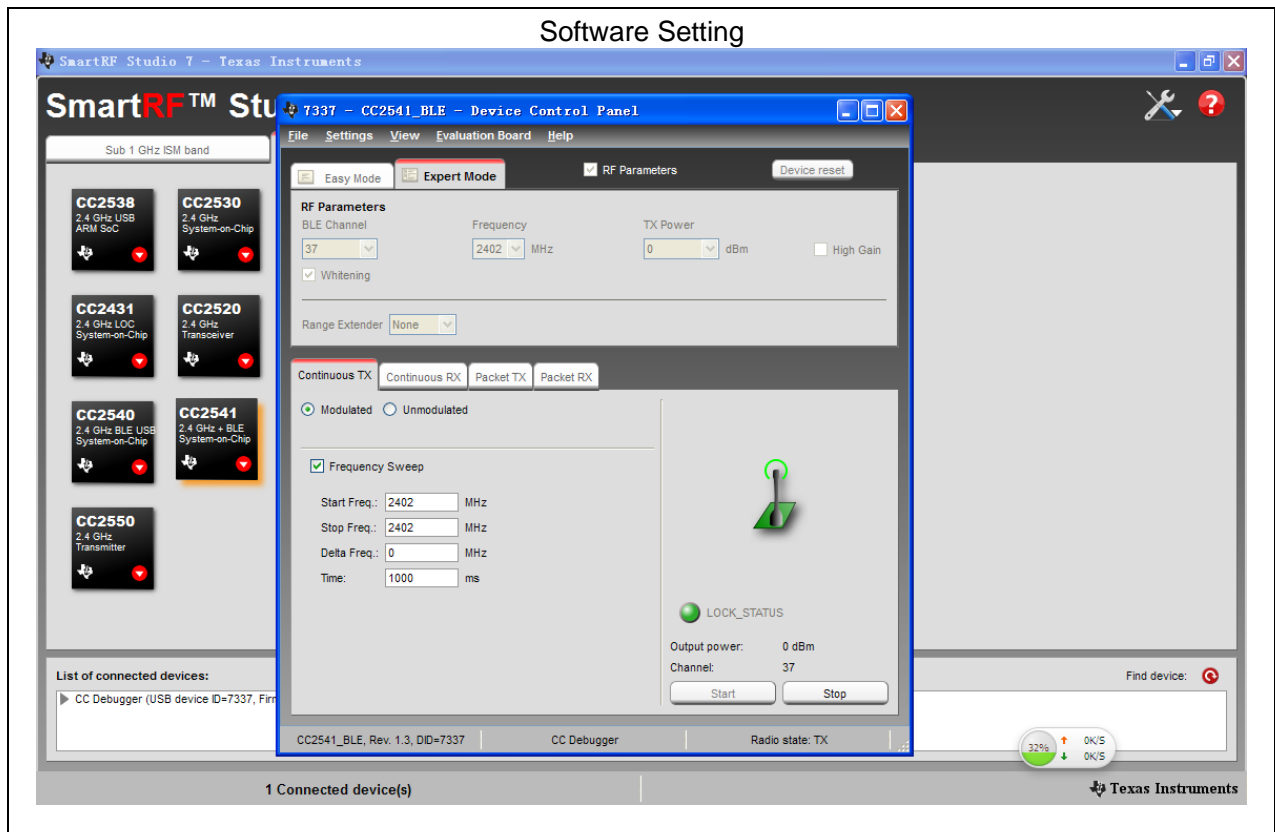 Software Setting
SmartRF Studio 7 - Texas Instruments
SmartRF™ Stu
Sub 1 GHz ISM band
CC2538
2.4 GHz USB
ARM SoC
CC2530
2.4 GHz
System-on-Chip
CC2431
2.4 GHz LOC
System-on-Chip
CC2520
2.4 GHz
Transceiver
CC2540
2.4 GHz BLE USB
System-on-Chip
CC2541
2.4 GHz + BLE
System-on-Chip
CC2550
2.4 GHz
Transmitter
7337 - CC2541_BLE - Device Control Panel
File Settings View Evaluation Board Help
Easy Mode Expert Mode RF Parameters Device reset
RF Parameters
BLE Channel Frequency TX Power
37 2402 MHz 0 dBm High Gain
Whitening
Range Extender None
Continuous TX Continuous RX Packet TX Packet RX
Modulated Unmodulated
Frequency Sweep
Start Freq.: 2402 MHz
Stop Freq.: 2402 MHz
Delta Freq.: 0 MHz
Time: 1000 ms
LOCK_STATUS
Output power: 0 dBm
Channel: 37
Start Stop
CC2541_BLE, Rev. 1.3, DID=7337 CC Debugger Radio state: TX
List of connected devices:
Find device:
CC Debugger (USB device ID=7337, Firm
32% 0K/S
0K/S
1 Connected device(s)
Texas Instruments